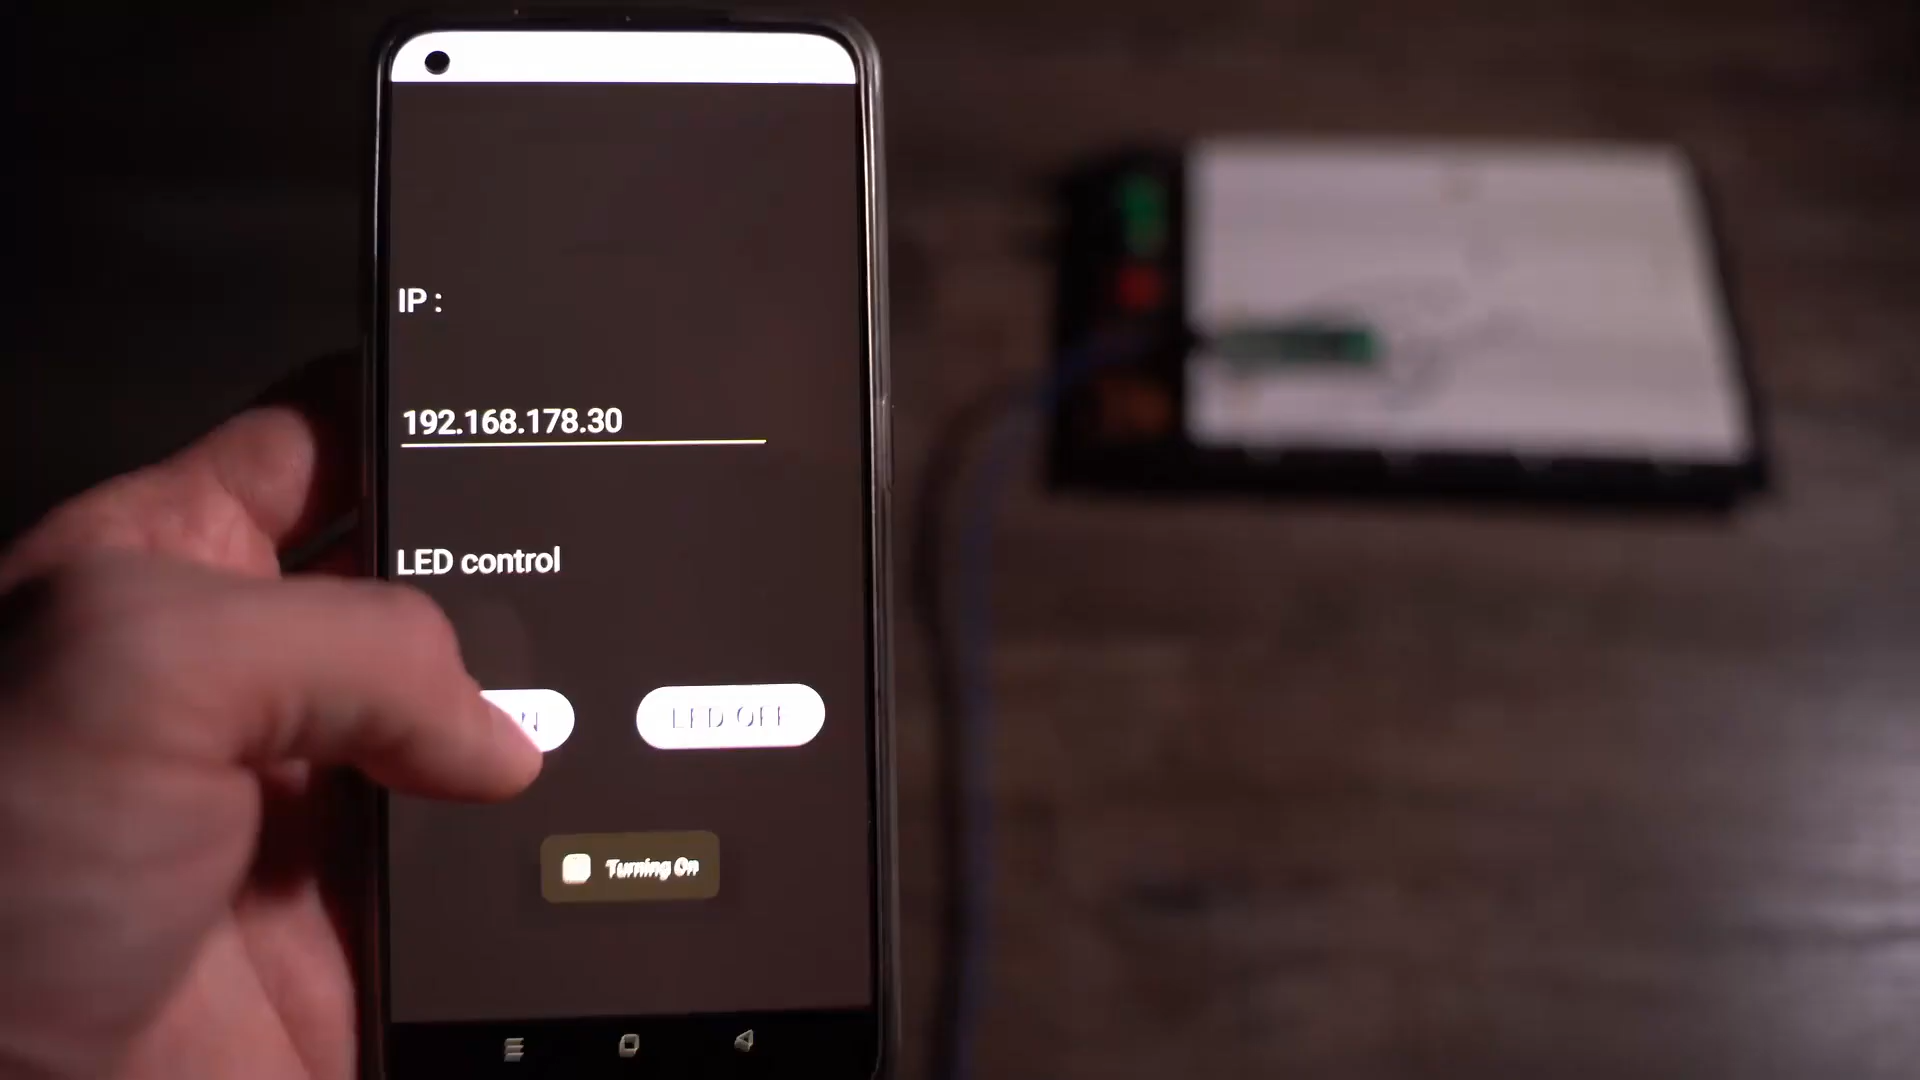 IP :
192.168.178.30
LED control
N LED OFF
Turning On